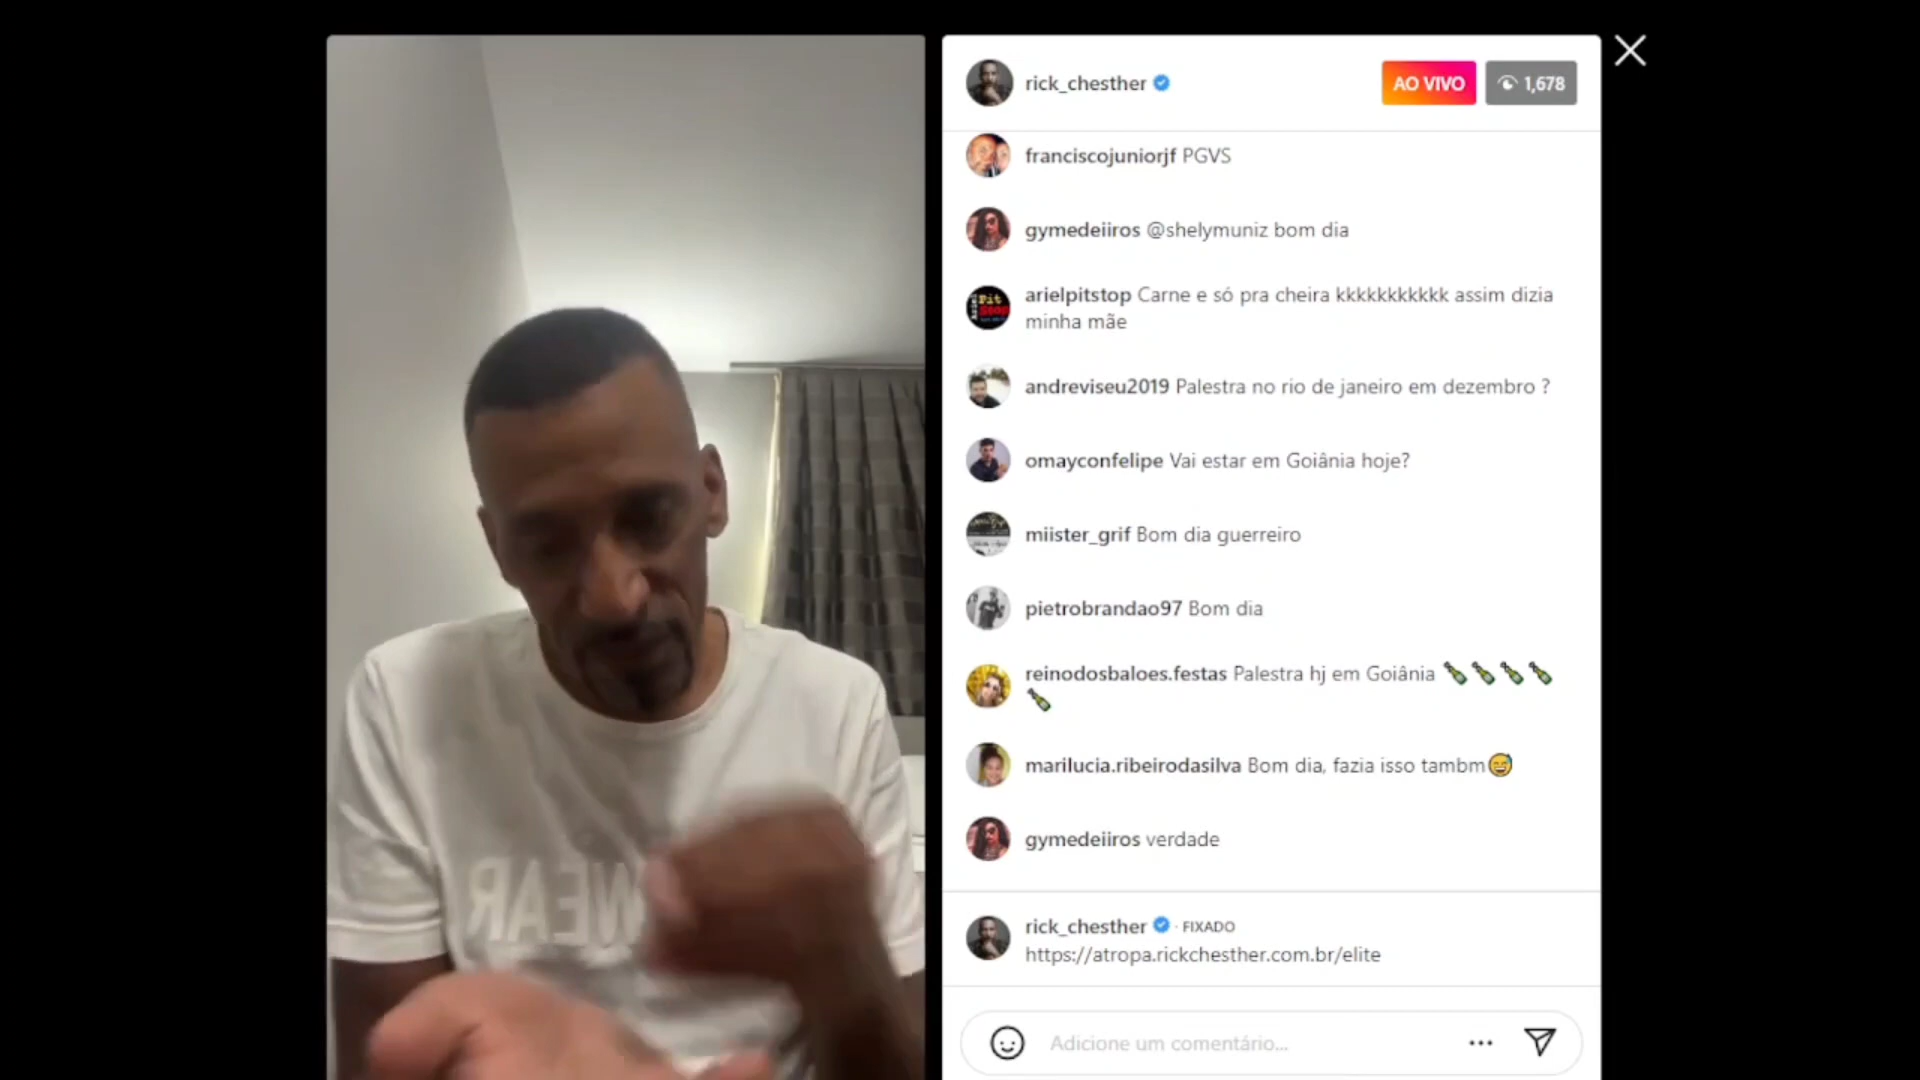 rick_chesther
AO VIVO
1,678
franciscojuniorjf PGVS
gymedeiiros @shelymuniz bom dia
arielpitstop Carne e só pra cheira kkkkkkkkkkk assim dizia
minha mãe
andreviseu2019 Palestra no rio de janeiro em dezembro ?
omayconfelipe Vai estar em Goiânia hoje?
miister_grif Bom dia guerreiro
pietrobrandao97 Bom dia
reinodosbaloes.festas Palestra hj em Goiânia 🍾🍾🍾🍾
🍾
marilucia.ribeirodasilva Bom dia, fazia isso tambm😅
gymedeiiros verdade
rick_chesther · FIXADO
https://atropa.rickchesther.com.br/elite
Adicione um comentário...
Pit
Stop